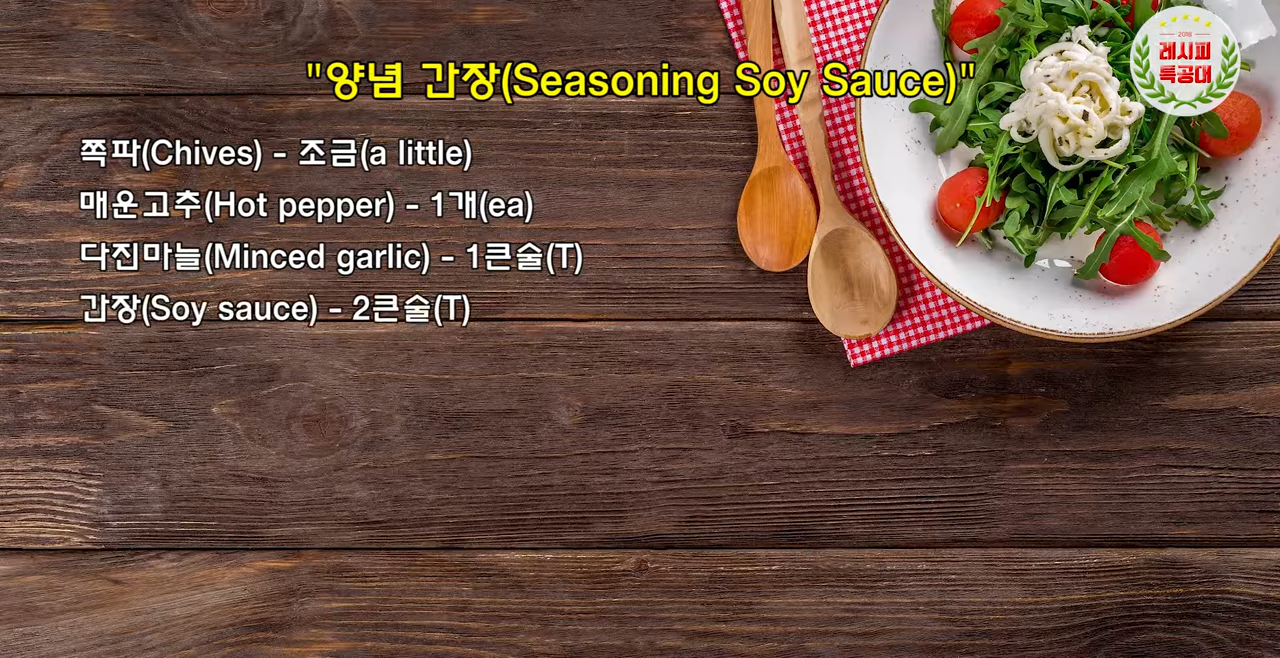 "양념 간장(Seasoning Soy Sauce)"
쪽파(Chives) - 조금(a little)
매운고추(Hot pepper) - 1개(ea)
다진마늘(Minced garlic) - 1큰술(T)
간장(Soy sauce) - 2큰술(T)
2018
레시피
특공대